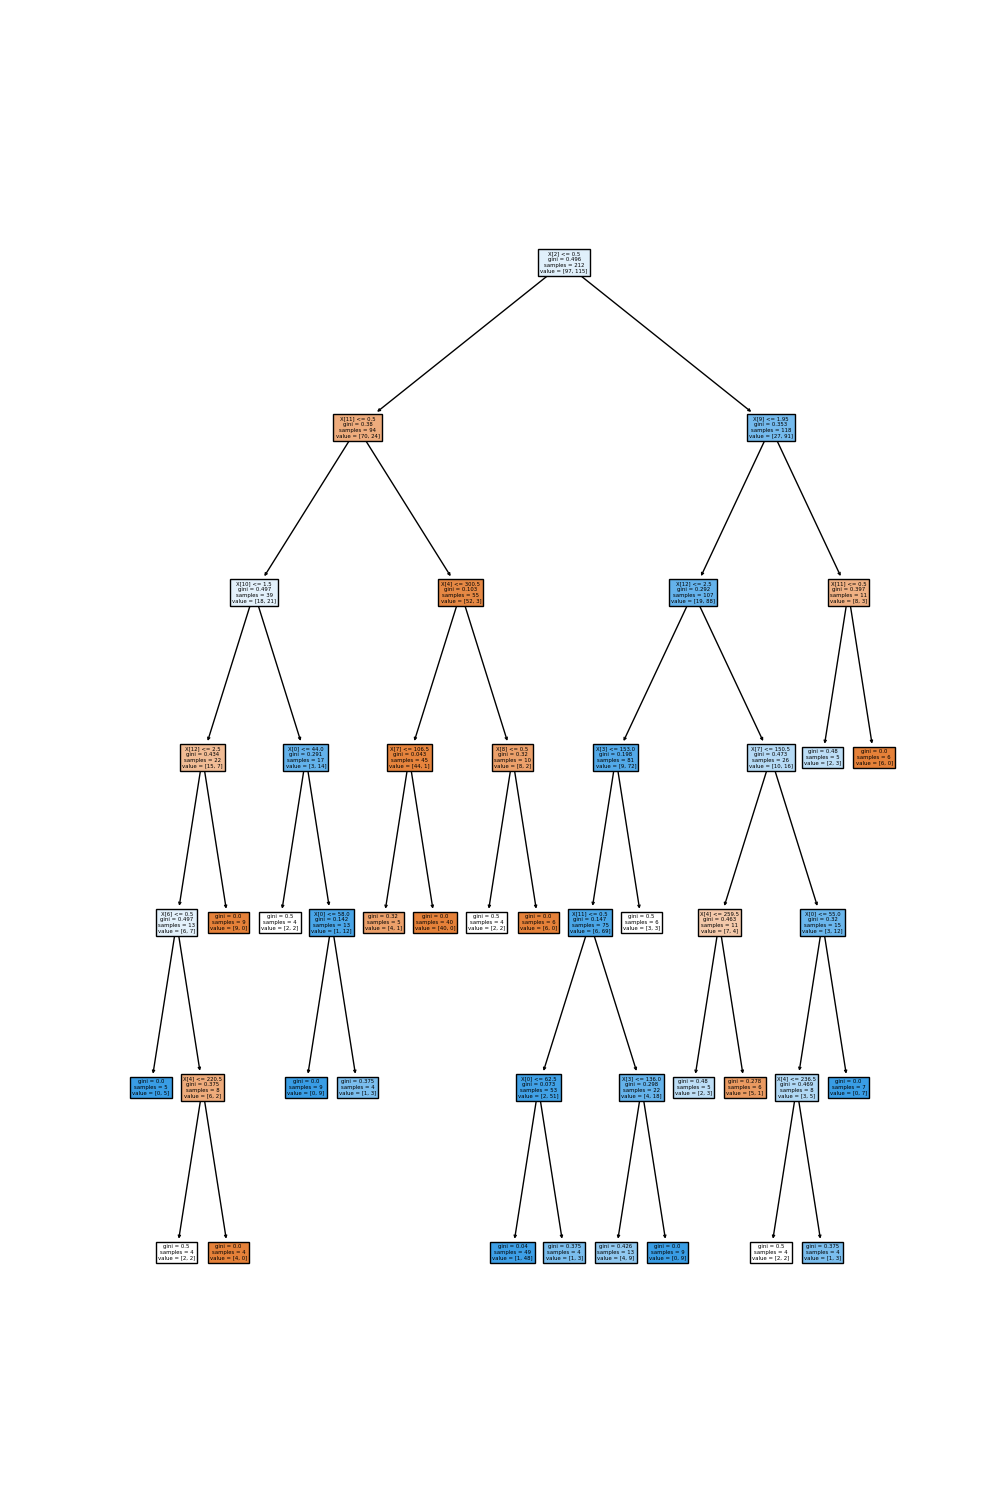 X[2] <= 0.5
gini = 0.496
samples = 212
value = [97, 115]
X[11] <= 0.5
gini = 0.38
samples = 94
value = [70, 24]
X[9] <= 1.95
gini = 0.353
samples = 118
value = [27, 91]
X[10] <= 1.5
gini = 0.497
samples = 39
value = [18, 21]
X[4] <= 300.5
gini = 0.103
samples = 55
value = [52, 3]
X[12] <= 2.5
gini = 0.292
samples = 107
value = [19, 88]
X[11] <= 0.5
gini = 0.397
samples = 11
value = [8, 3]
X[12] <= 2.5
gini = 0.434
samples = 22
value = [15, 7]
X[0] <= 44.0
gini = 0.291
samples = 17
value = [3, 14]
X[7] <= 106.5
gini = 0.043
samples = 45
value = [44, 1]
X[8] <= 0.5
gini = 0.32
samples = 10
value = [8, 2]
X[3] <= 153.0
gini = 0.198
samples = 81
value = [9, 72]
X[7] <= 150.5
gini = 0.473
samples = 26
value = [10, 16]
gini = 0.48
samples = 5
value = [2, 3]
gini = 0.0
samples = 6
value = [6, 0]
X[6] <= 0.5
gini = 0.497
samples = 13
value = [6, 7]
gini = 0.0
samples = 9
value = [9, 0]
gini = 0.5
samples = 4
value = [2, 2]
X[0] <= 58.0
gini = 0.142
samples = 13
value = [1, 12]
gini = 0.32
samples = 5
value = [4, 1]
gini = 0.0
samples = 40
value = [40, 0]
gini = 0.5
samples = 4
value = [2, 2]
gini = 0.0
samples = 6
value = [6, 0]
X[11] <= 0.5
gini = 0.147
samples = 75
value = [6, 69]
gini = 0.5
samples = 6
value = [3, 3]
X[4] <= 259.5
gini = 0.463
samples = 11
value = [7, 4]
X[0] <= 55.0
gini = 0.32
samples = 15
value = [3, 12]
gini = 0.0
samples = 5
value = [0, 5]
X[4] <= 220.5
gini = 0.375
samples = 8
value = [6, 2]
gini = 0.0
samples = 9
value = [0, 9]
gini = 0.375
samples = 4
value = [1, 3]
X[0] <= 62.5
gini = 0.073
samples = 53
value = [2, 51]
X[3] <= 136.0
gini = 0.298
samples = 22
value = [4, 18]
gini = 0.48
samples = 5
value = [2, 3]
gini = 0.278
samples = 6
value = [5, 1]
X[4] <= 236.5
gini = 0.469
samples = 8
value = [3, 5]
gini = 0.0
samples = 7
value = [0, 7]
gini = 0.5
samples = 4
value = [2, 2]
gini = 0.0
samples = 4
value = [4, 0]
gini = 0.04
samples = 49
value = [1, 48]
gini = 0.375
samples = 4
value = [1, 3]
gini = 0.426
samples = 13
value = [4, 9]
gini = 0.0
samples = 9
value = [0, 9]
gini = 0.5
samples = 4
value = [2, 2]
gini = 0.375
samples = 4
value = [1, 3]